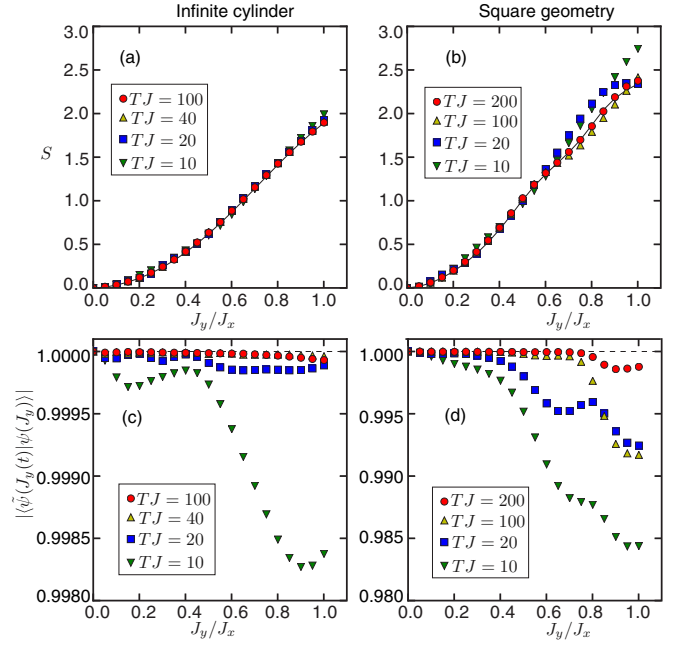 Infinite cylinder
Square geometry
(a)
TJ = 100
TJ = 40
TJ = 20
TJ = 10
S
3.0
2.5
2.0
1.5
1.0
0.5
0.0
0.0 0.2 0.4 0.6 0.8 1.0
J_y/J_x
(b)
TJ = 200
TJ = 100
TJ = 20
TJ = 10
3.0
2.5
2.0
1.5
1.0
0.5
0.0
0.0 0.2 0.4 0.6 0.8 1.0
J_y/J_x
(c)
TJ = 100
TJ = 40
TJ = 20
TJ = 10
|⟨ψ̃(J_y(t)|ψ(J_y)⟩|
1.0000
0.9995
0.9990
0.9985
0.9980
0.0 0.2 0.4 0.6 0.8 1.0
J_y/J_x
(d)
TJ = 200
TJ = 100
TJ = 20
TJ = 10
1.000
0.995
0.990
0.985
0.980
0.0 0.2 0.4 0.6 0.8 1.0
J_y/J_x